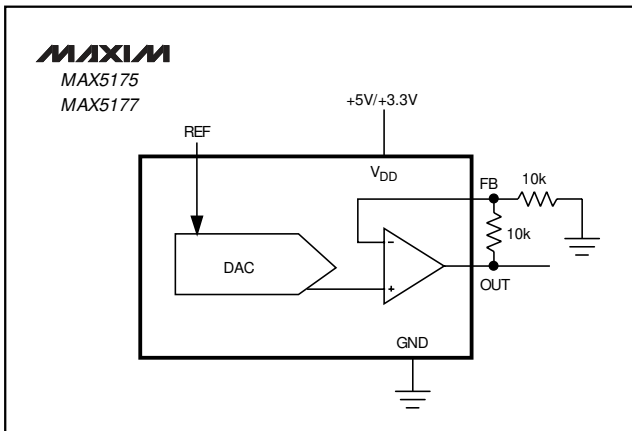 MAXIM
MAX5175
MAX5177
+5V/+3.3V
REF
VDD
FB
10k
10k
DAC
-
+
OUT
GND